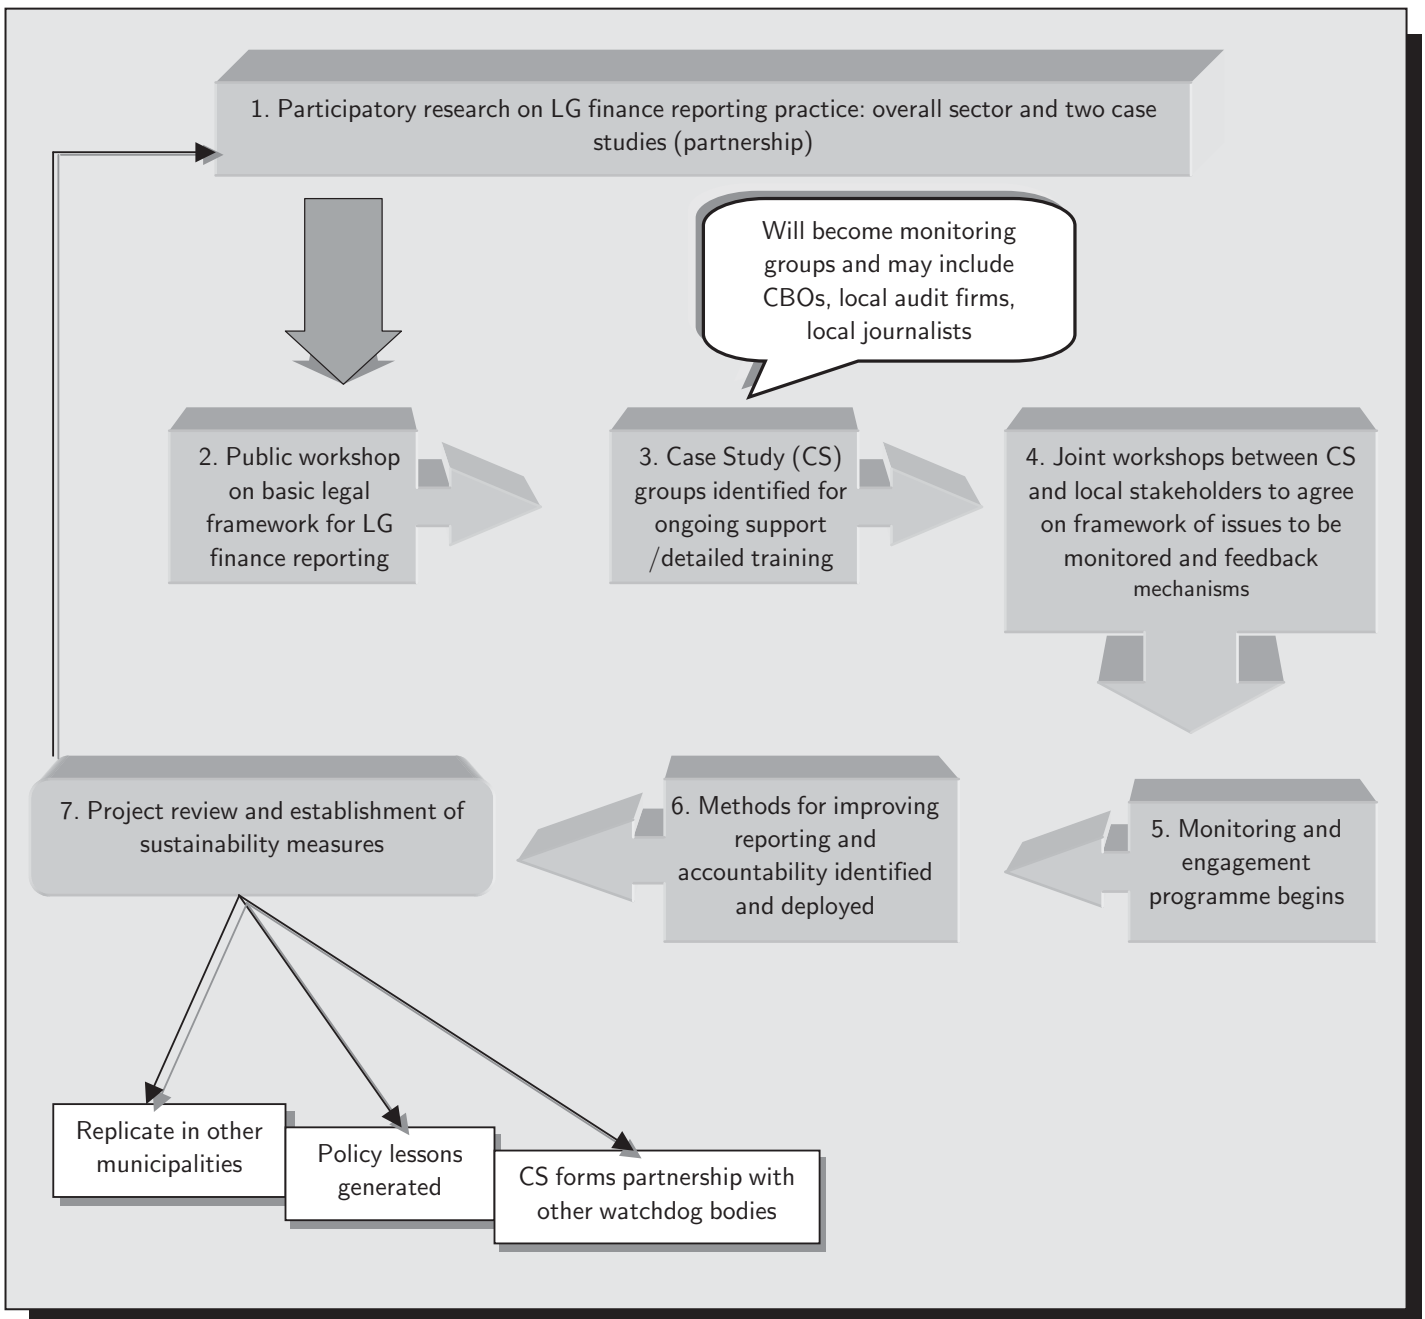 1. Participatory research on LG finance reporting practice: overall sector and two case
studies (partnership)
Will become monitoring
groups and may include
CBOs, local audit firms,
local journalists
2. Public workshop
on basic legal
framework for LG
finance reporting
3. Case Study (CS)
groups identified for
ongoing support
/detailed training
4. Joint workshops between CS
and local stakeholders to agree
on framework of issues to be
monitored and feedback
mechanisms
5. Monitoring and
engagement
programme begins
6. Methods for improving
reporting and
accountability identified
and deployed
7. Project review and establishment of
sustainability measures
Replicate in other
municipalities
Policy lessons
generated
CS forms partnership with
other watchdog bodies